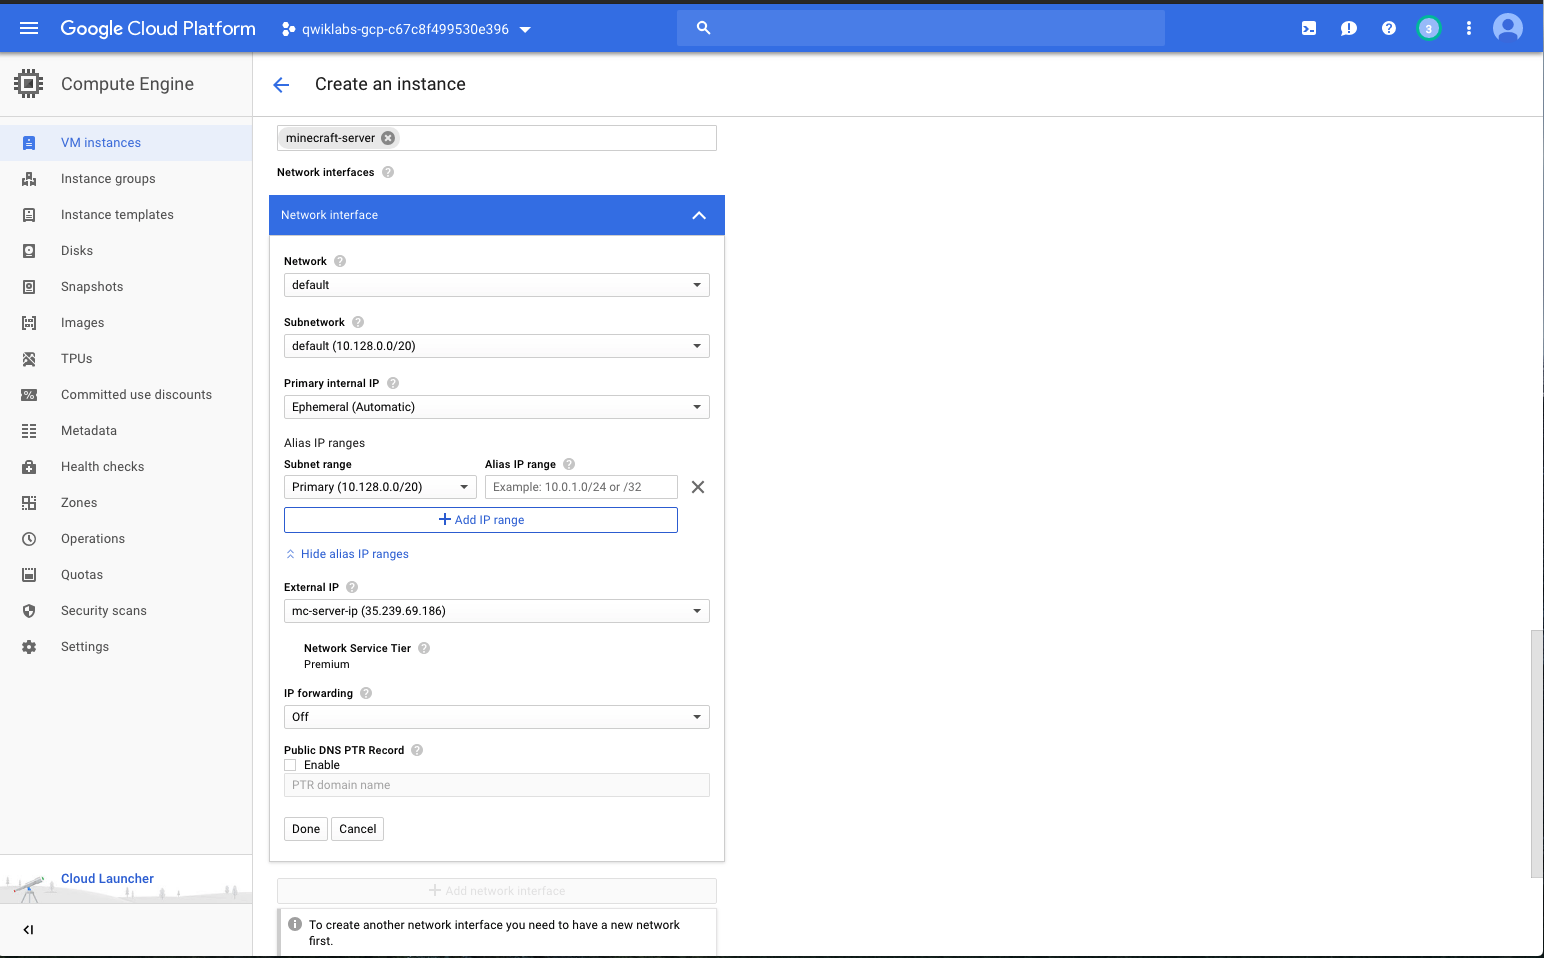 Google Cloud Platform
qwiklabs-gcp-c67c8f499530e396
3
Compute Engine
Create an instance
VM instances
Instance groups
Instance templates
Disks
Snapshots
Images
TPUs
Committed use discounts
Metadata
Health checks
Zones
Operations
Quotas
Security scans
Settings
Cloud Launcher
minecraft-server
Network interfaces
Network interface
Network
default
Subnetwork
default (10.128.0.0/20)
Primary internal IP
Ephemeral (Automatic)
Alias IP ranges
Subnet range
Alias IP range
Primary (10.128.0.0/20)
Example: 10.0.1.0/24 or /32
Add IP range
Hide alias IP ranges
External IP
mc-server-ip (35.239.69.186)
Network Service Tier
Premium
IP forwarding
Off
Public DNS PTR Record
Enable
PTR domain name
Done
Cancel
Add network interface
To create another network interface you need to have a new network
first.